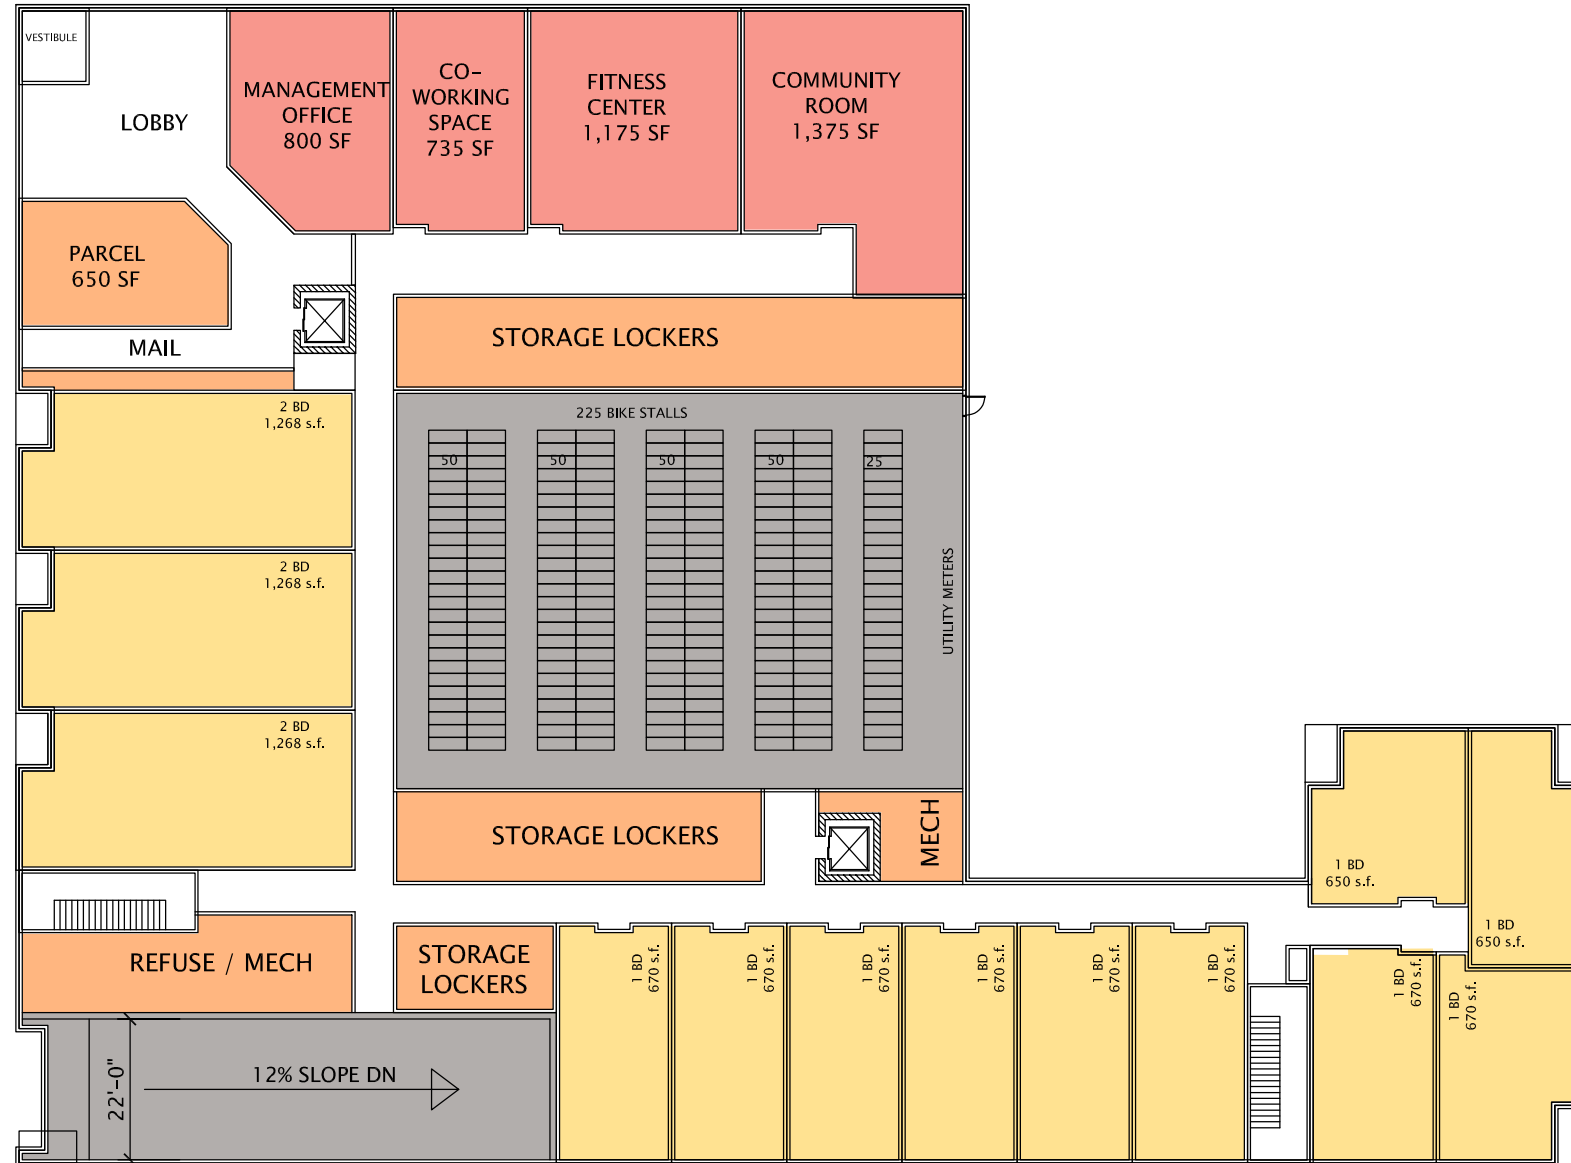 VESTIBULE
LOBBY
MANAGEMENT
OFFICE
800 SF
CO-
WORKING
SPACE
735 SF
FITNESS
CENTER
1,175 SF
COMMUNITY
ROOM
1,375 SF
PARCEL
650 SF
MAIL
STORAGE LOCKERS
2 BD
1,268 s.f.
225 BIKE STALLS
50
50
50
50
25
2 BD
1,268 s.f.
UTILITY METERS
2 BD
1,268 s.f.
STORAGE LOCKERS
MECH
1 BD
650 s.f.
1 BD
650 s.f.
REFUSE / MECH
STORAGE
LOCKERS
1 BD
670 s.f.
1 BD
670 s.f.
1 BD
670 s.f.
1 BD
670 s.f.
1 BD
670 s.f.
1 BD
670 s.f.
1 BD
670 s.f.
1 BD
670 s.f.
22'-0"
12% SLOPE DN